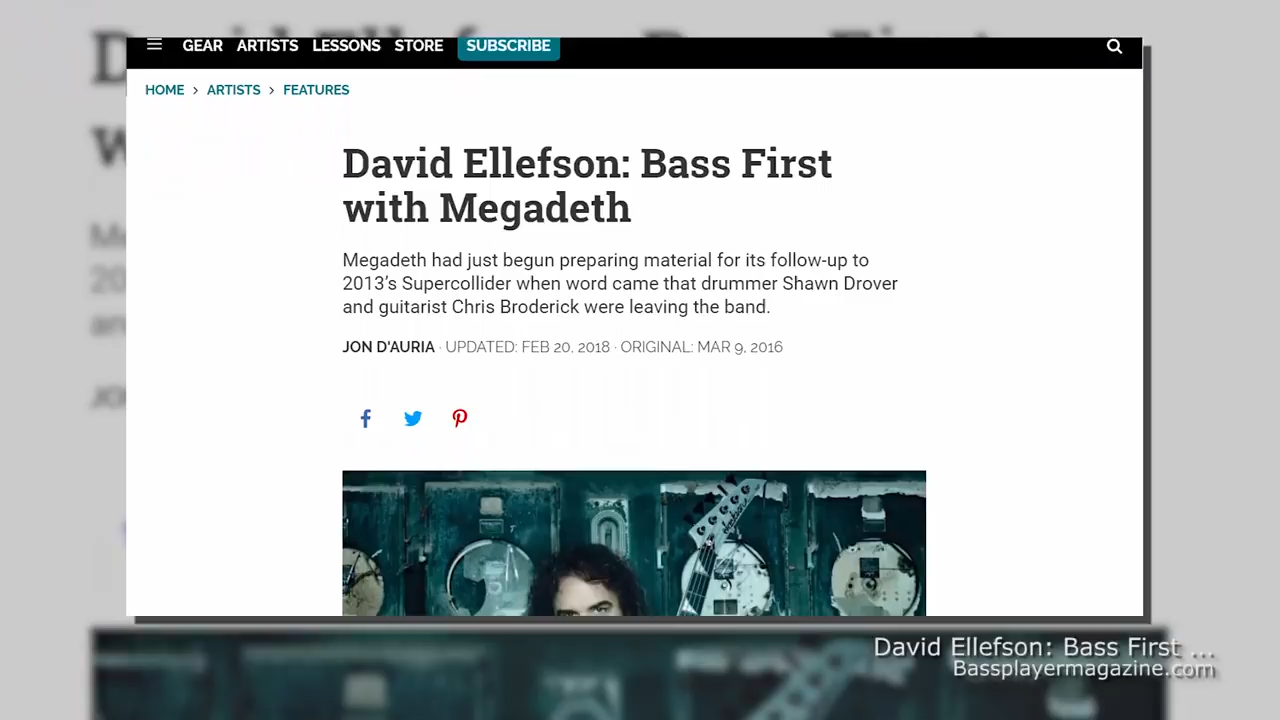 GEAR ARTISTS LESSONS STORE SUBSCRIBE
HOME > ARTISTS > FEATURES
David Ellefson: Bass First
with Megadeth
Megadeth had just begun preparing material for its follow-up to
2013’s Supercollider when word came that drummer Shawn Drover
and guitarist Chris Broderick were leaving the band.
JON D'AURIA · UPDATED: FEB 20, 2018 · ORIGINAL: MAR 9, 2016
David Ellefson: Bass First ...
Bassplayermagazine.com